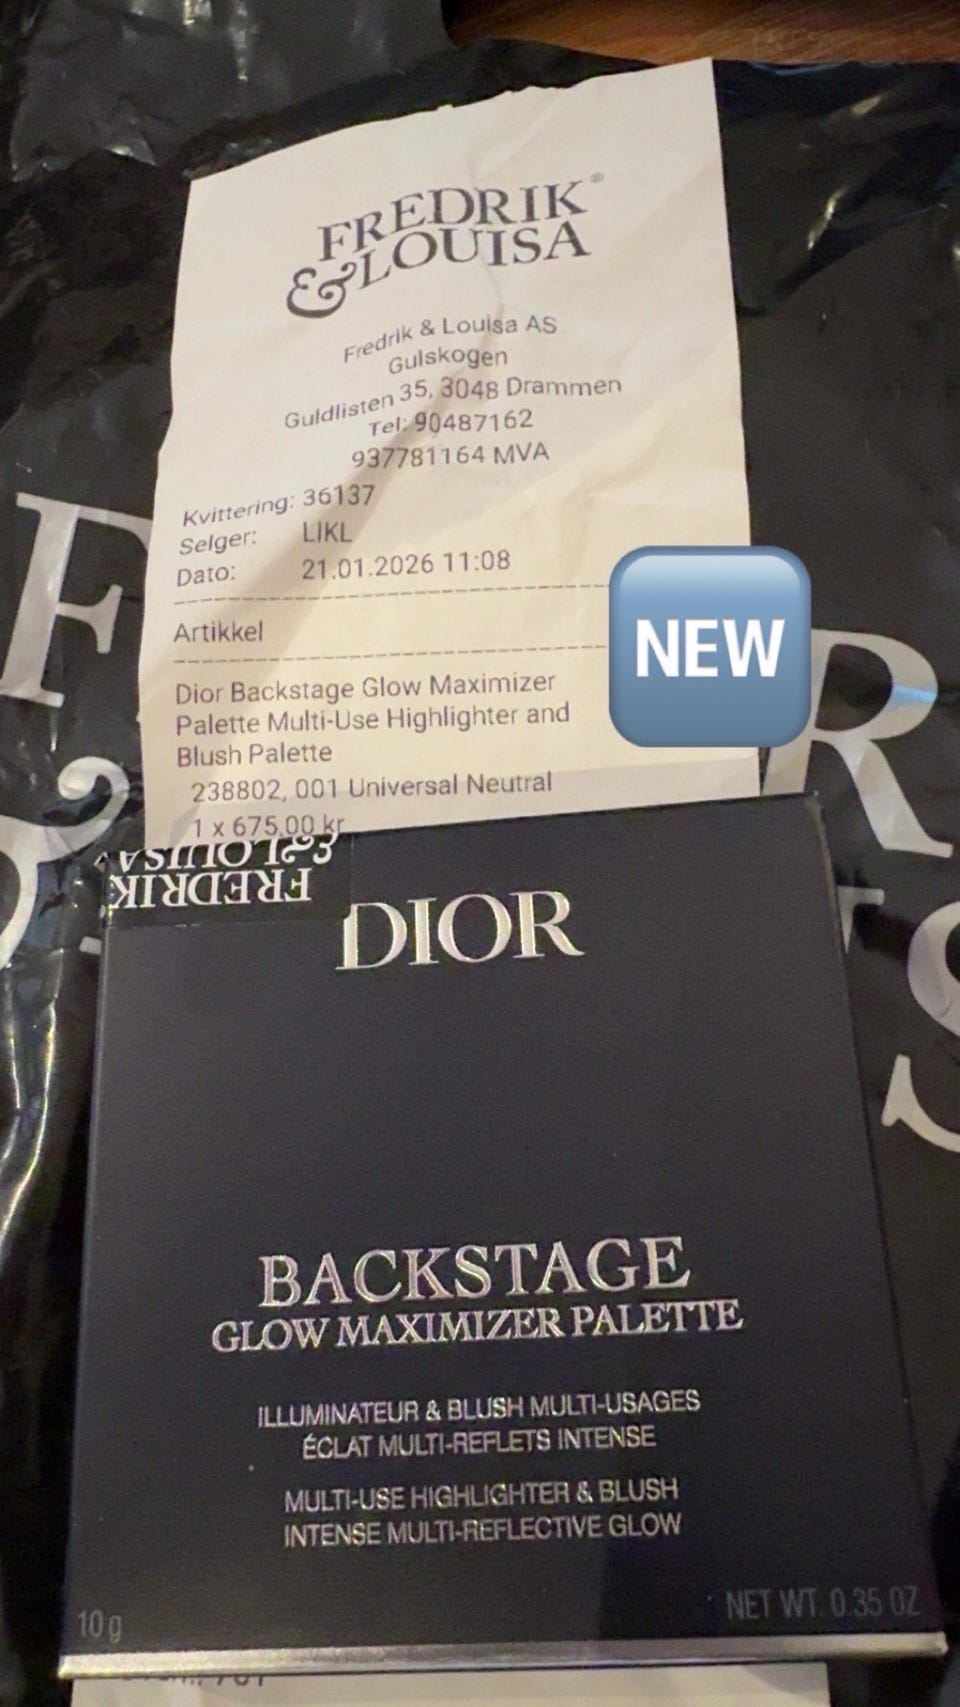 FREDRIK®
&LOUISA
Fredrik & Louisa AS
Gulskogen
Guldlisten 35, 3048 Drammen
Tel: 90487162
937781164 MVA
Kvittering: 36137
Selger: LIKL
Dato: 21.01.2026 11:08
Artikkel
NEW
Dior Backstage Glow Maximizer
Palette Multi-Use Highlighter and
Blush Palette
238802, 001 Universal Neutral
1 x 675,00 kr
FREDRIK
&LOUISA
DIOR
BACKSTAGE
GLOW MAXIMIZER PALETTE
ILLUMINATEUR & BLUSH MULTI-USAGES
ÉCLAT MULTI-REFLETS INTENSE
MULTI-USE HIGHLIGHTER & BLUSH
INTENSE MULTI-REFLECTIVE GLOW
10 g
NET WT. 0.35 OZ